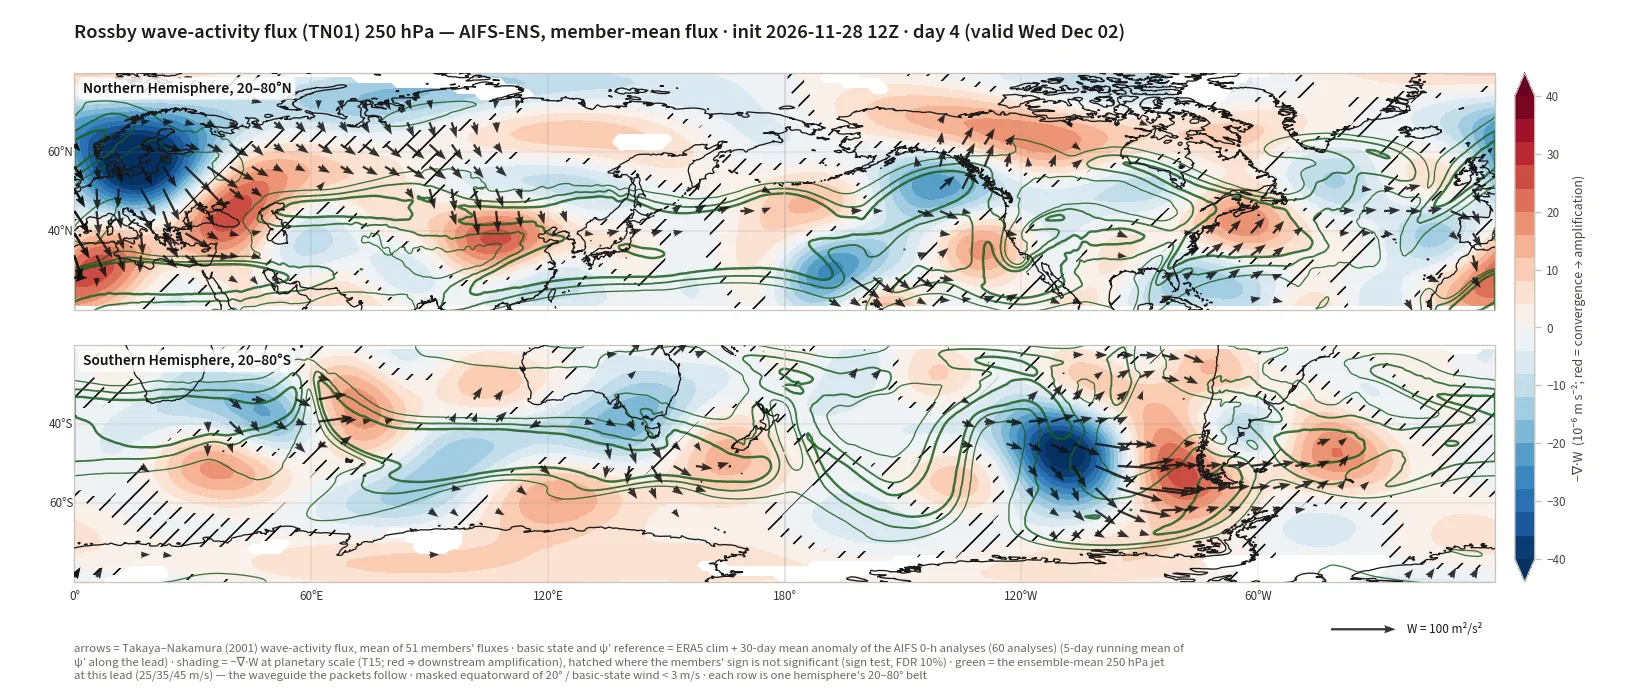 Rossby wave-activity flux (TN01) 250 hPa — AIFS-ENS, member-mean flux · init 2026-11-28 12Z · day 4 (valid Wed Dec 02)
Northern Hemisphere, 20–80°N
60°N
40°N
Southern Hemisphere, 20–80°S
40°S
60°S
0°
60°E
120°E
180°
120°W
60°W
40
30
20
10
0
−10
−20
−30
−40
−∇·W (10⁻⁶ m s⁻²; red = convergence → amplification)
W = 100 m²/s²
arrows = Takaya–Nakamura (2001) wave-activity flux, mean of 51 members' fluxes · basic state and ψ' reference = ERA5 clim + 30-day mean anomaly of the AIFS 0-h analyses (60 analyses) (5-day running mean of
ψ' along the lead) · shading = −∇·W at planetary scale (T15; red ⇒ downstream amplification), hatched where the members' sign is not significant (sign test, FDR 10%) · green = the ensemble-mean 250 hPa jet
at this lead (25/35/45 m/s) — the waveguide the packets follow · masked equatorward of 20° / basic-state wind < 3 m/s · each row is one hemisphere's 20–80° belt